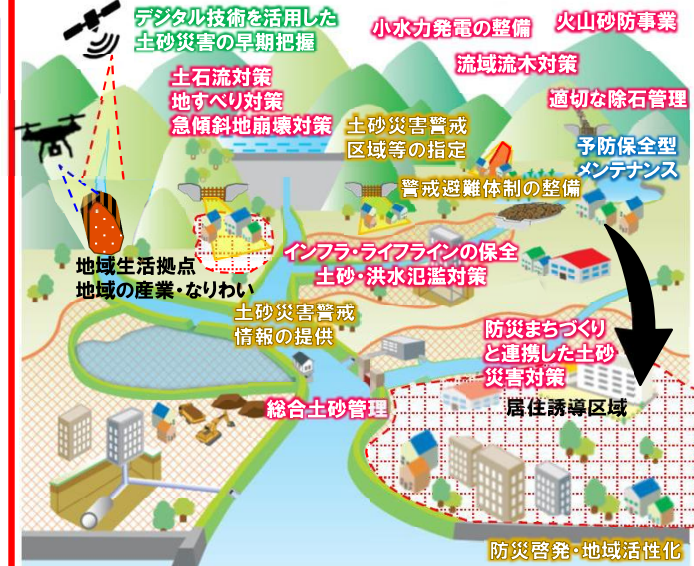 デジタル技術を活用した
土砂災害の早期把握
小水力発電の整備
火山砂防事業
流域流木対策
土石流対策
地すべり対策
急傾斜地崩壊対策
適切な除石管理
土砂災害警戒
区域等の指定
予防保全型
メンテナンス
警戒避難体制の整備
インフラ・ライフラインの保全
土砂・洪水氾濫対策
地域生活拠点
地域の産業・なりわい
土砂災害警戒
情報の提供
防災まちづくり
と連携した土砂
災害対策
総合土砂管理
居住誘導区域
防災啓発・地域活性化